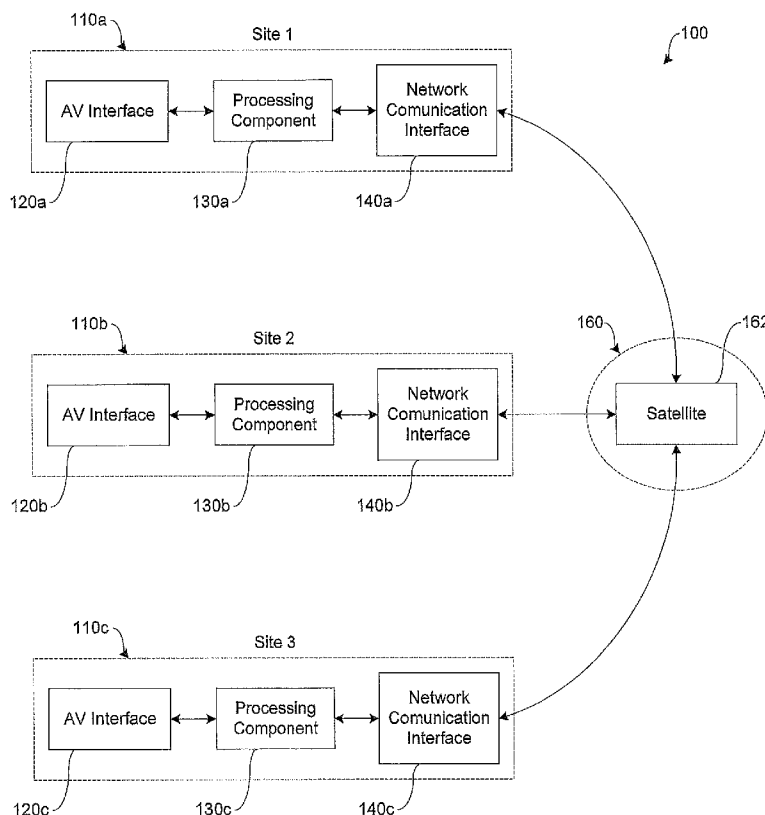 110a
Site 1
100
AV Interface
Processing
Component
Network
Comunication
Interface
120a
130a
140a
110b
Site 2
160
162
AV Interface
Processing
Component
Network
Comunication
Interface
Satellite
120b
130b
140b
110c
Site 3
AV Interface
Processing
Component
Network
Comunication
Interface
120c
130c
140c